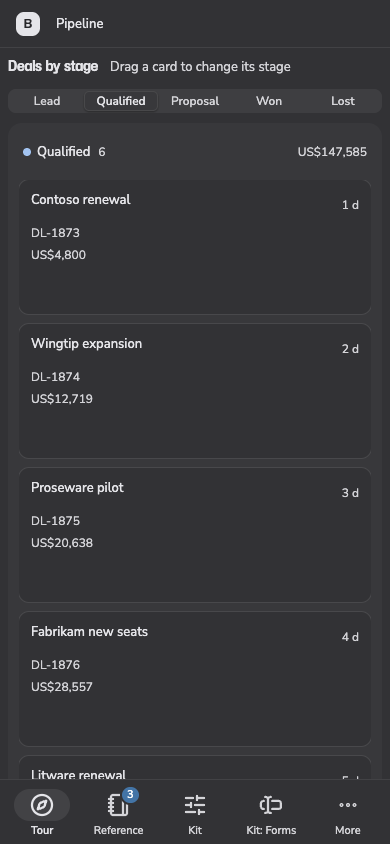 B Pipeline
Deals by stage Drag a card to change its stage
Lead Qualified Proposal Won Lost
Qualified 6 US$147,585
Contoso renewal 1 d
DL-1873
US$4,800
Wingtip expansion 2 d
DL-1874
US$12,719
Proseware pilot 3 d
DL-1875
US$20,638
Fabrikam new seats 4 d
DL-1876
US$28,557
Litware renewal 5 d
3
Tour Reference Kit Kit: Forms More